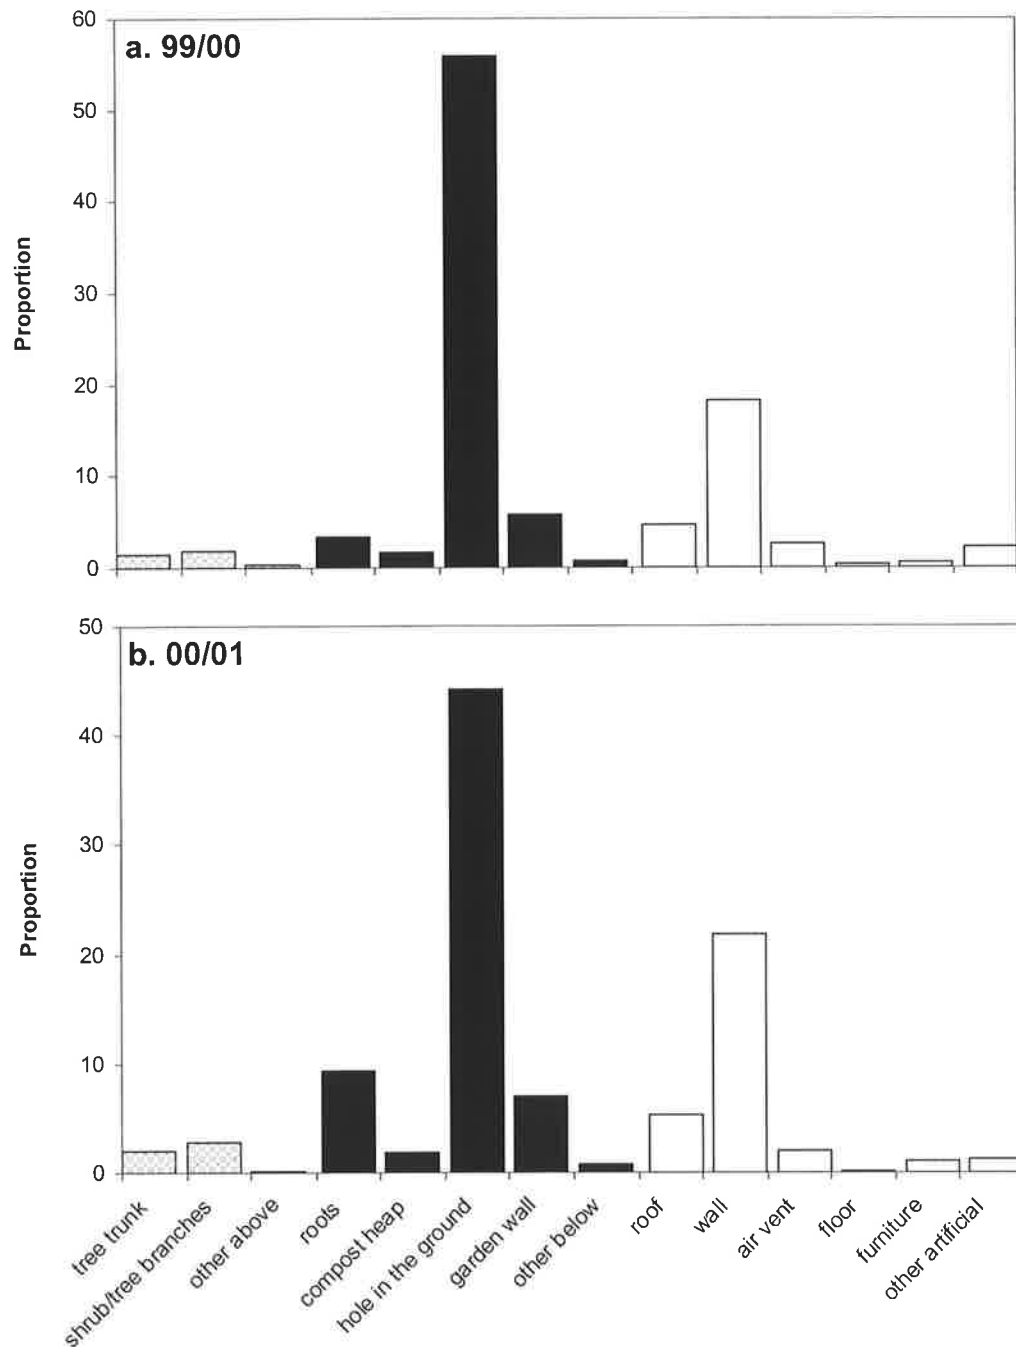 a. 99/00
60
50
40
30
20
10
0
Proportion
b. 00/01
50
40
30
20
10
0
Proportion
tree trunk
shrub/tree branches
other above
roots
compost heap
hole in the ground
garden wall
other below
roof
wall
air vent
floor
furniture
other artificial